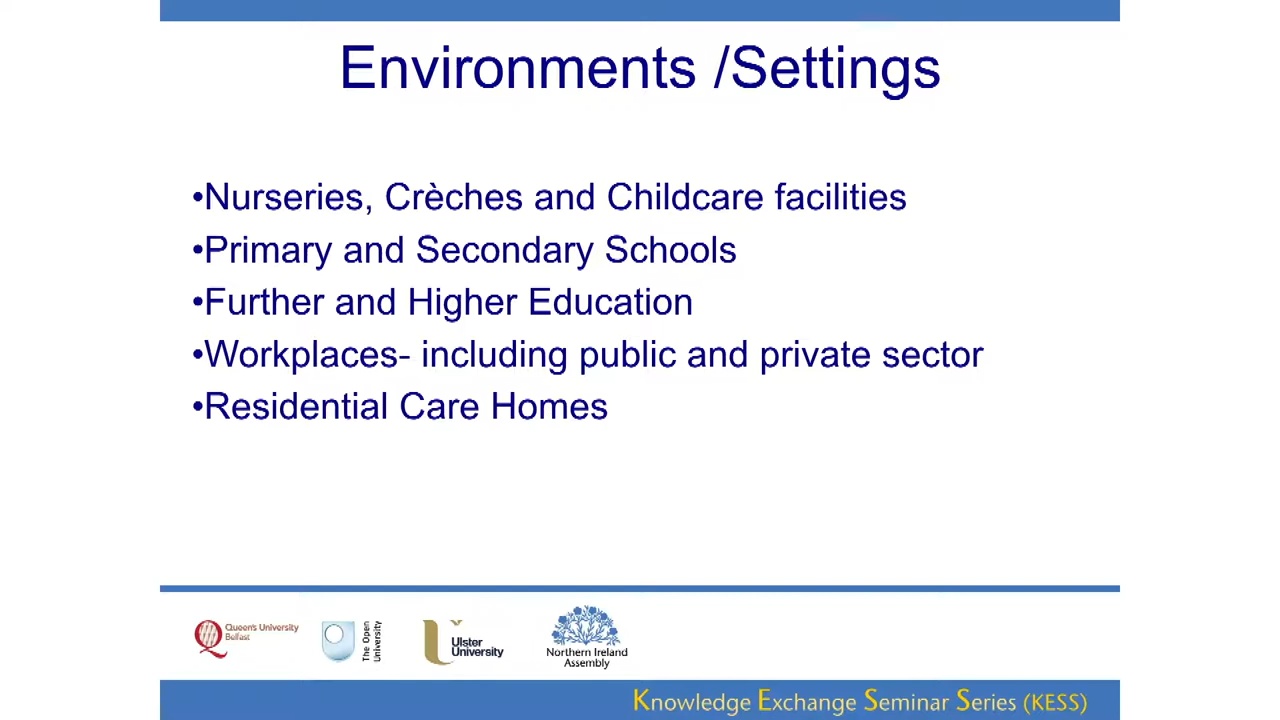 Environments /Settings
•Nurseries, Crèches and Childcare facilities
•Primary and Secondary Schools
•Further and Higher Education
•Workplaces- including public and private sector
•Residential Care Homes
Queen's University
Belfast
The Open
University
Ulster
University
Northern Ireland
Assembly
Knowledge Exchange Seminar Series (KESS)